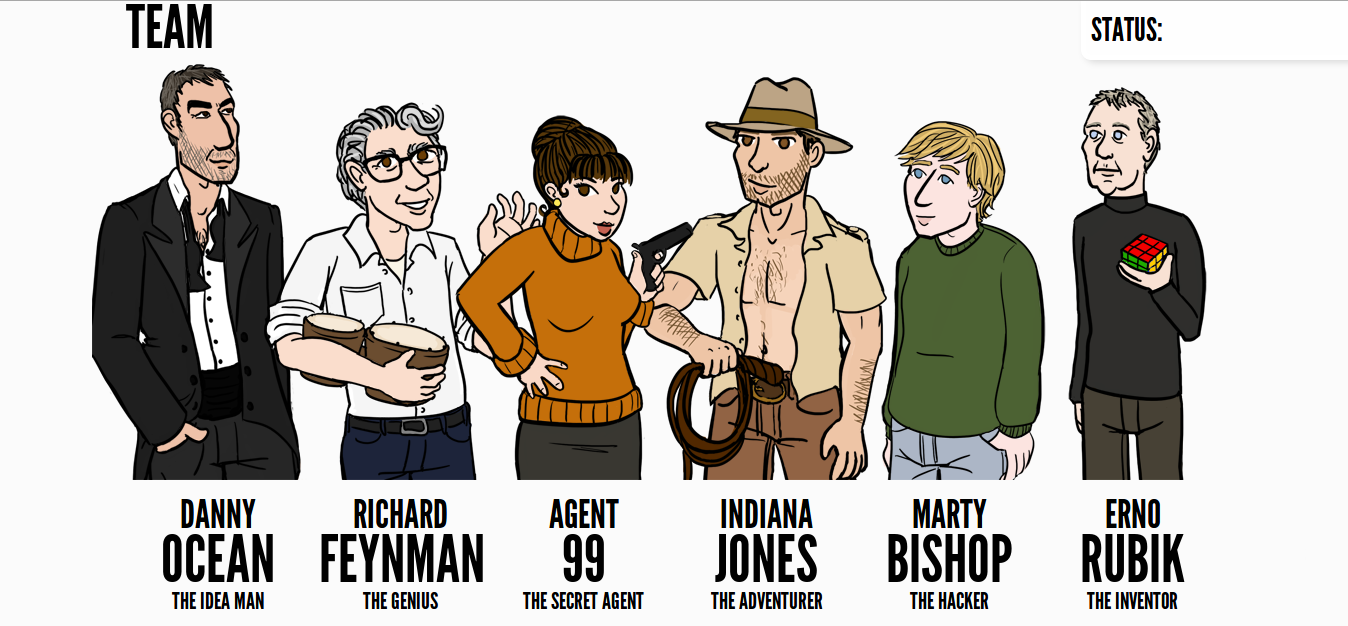 TEAM
STATUS:
DANNY
OCEAN
THE IDEA MAN
RICHARD
FEYNMAN
THE GENIUS
AGENT
99
THE SECRET AGENT
INDIANA
JONES
THE ADVENTURER
MARTY
BISHOP
THE HACKER
ERNO
RUBIK
THE INVENTOR